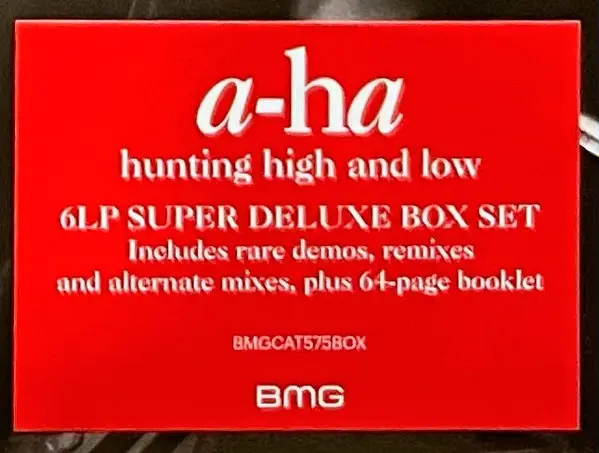 a-ha
hunting high and low
6LP SUPER DELUXE BOX SET
Includes rare demos, remixes
and alternate mixes, plus 64-page booklet
BMGCAT575BOX
BMG